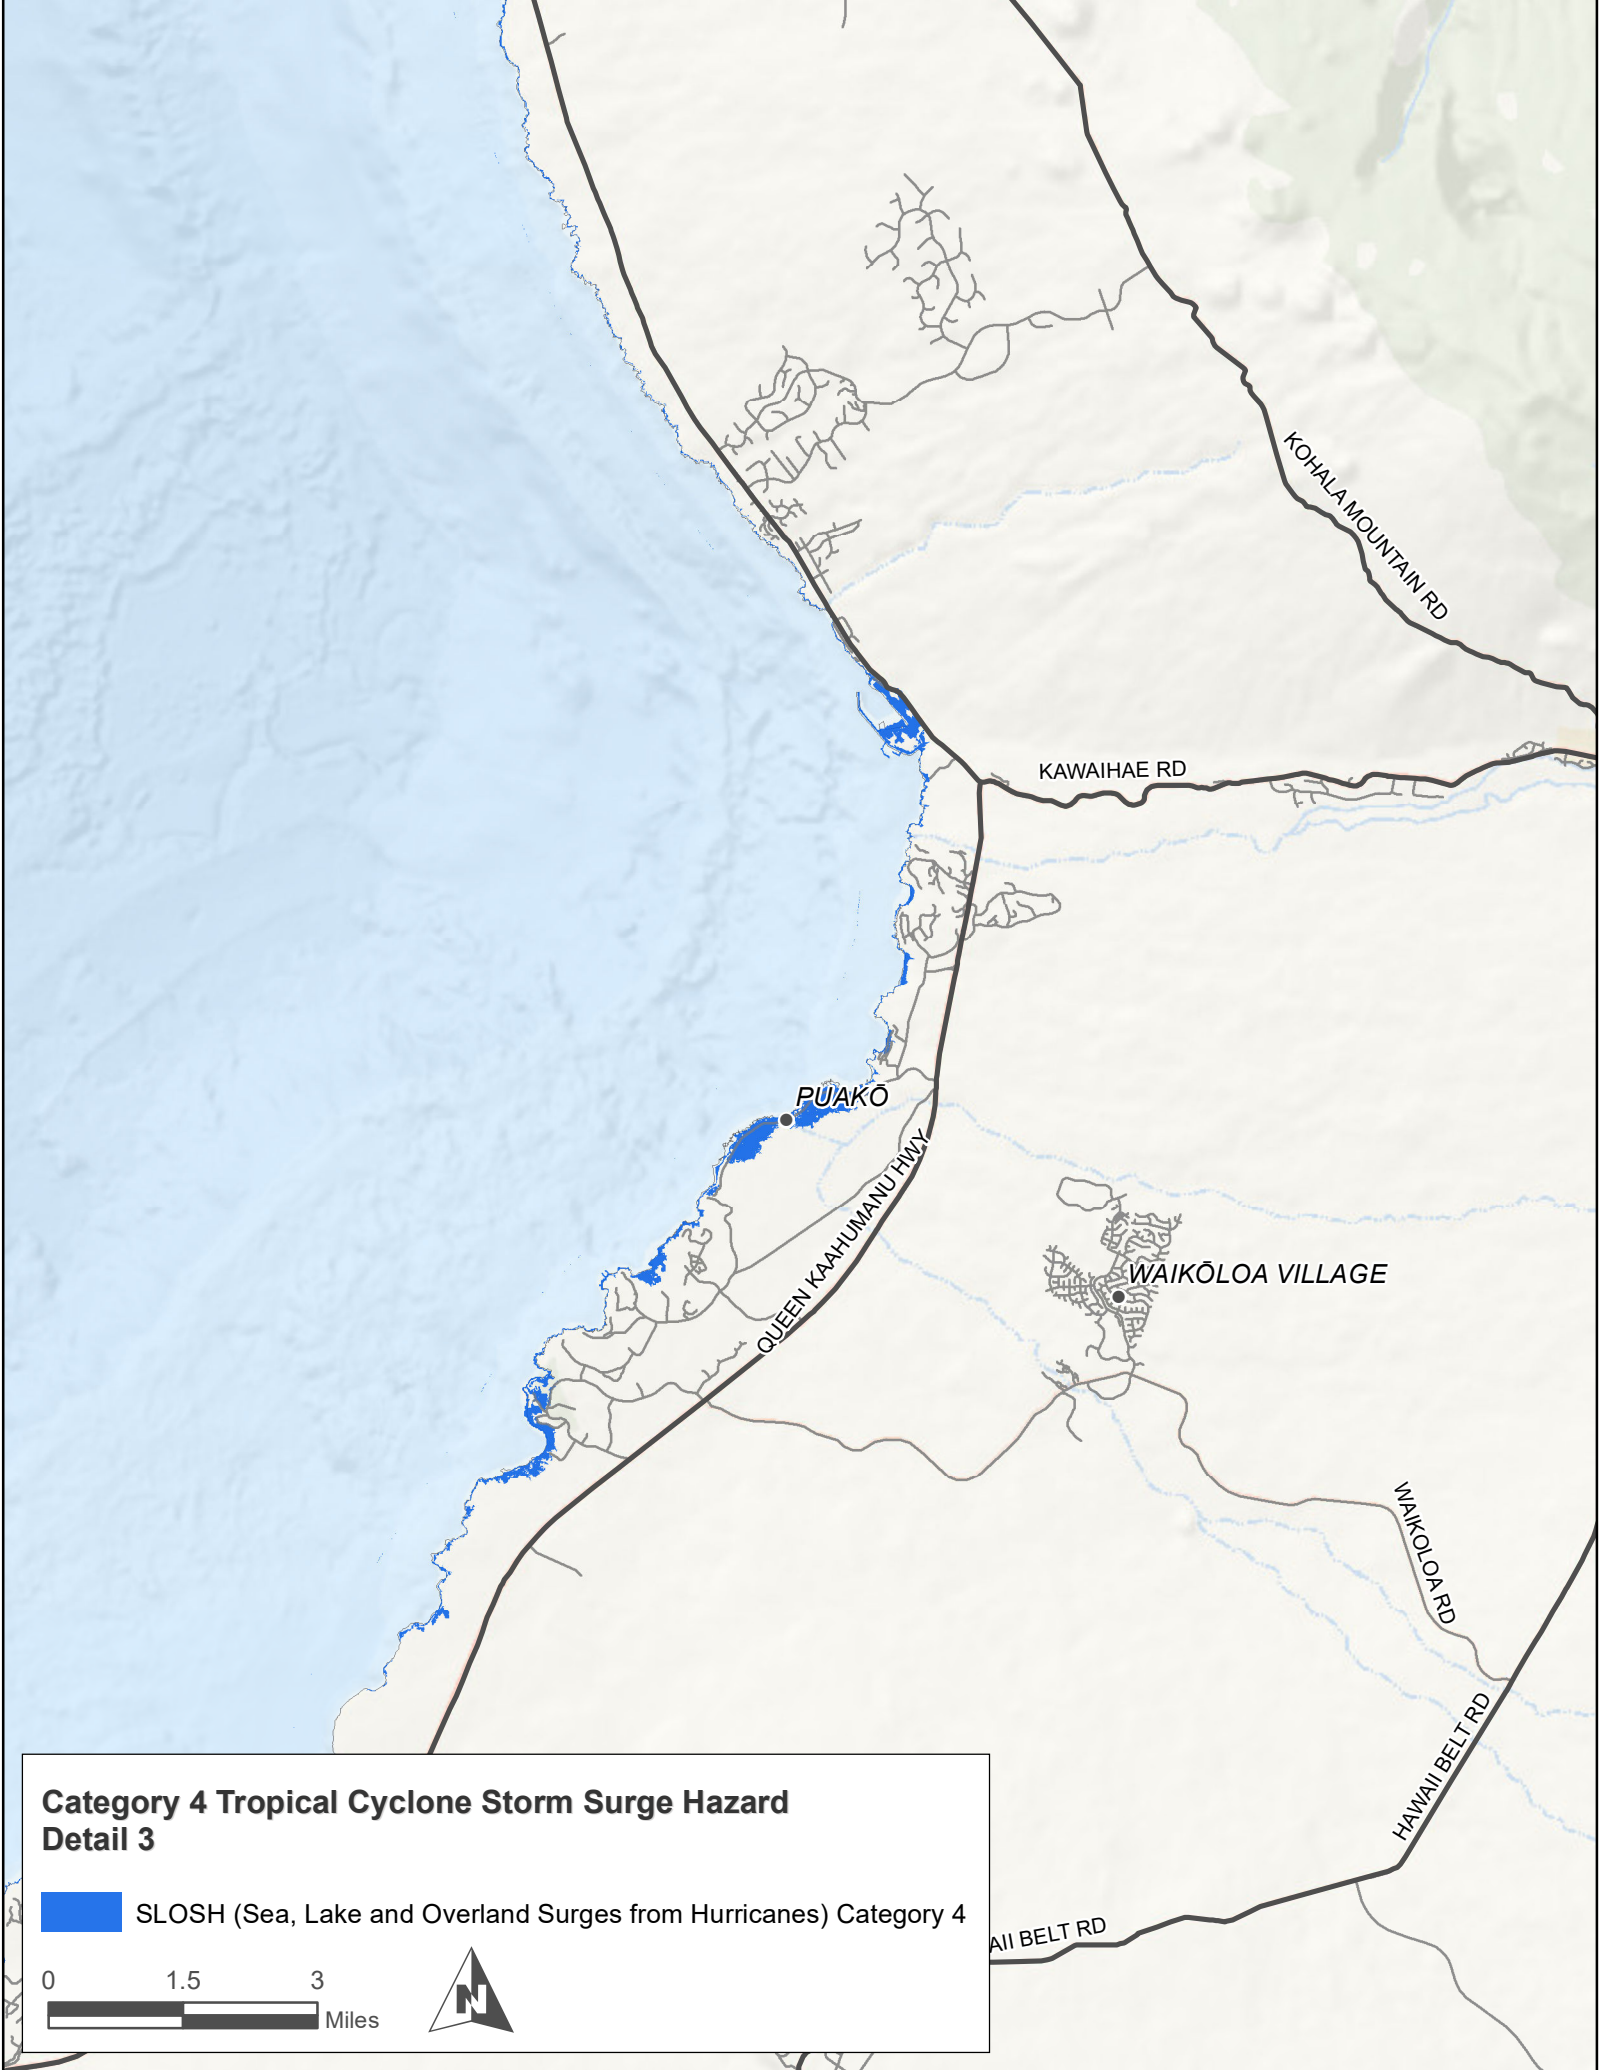 KOHALA MOUNTAIN RD
KAWAIHAE RD
PUAKŌ
QUEEN KAAHUMANU HWY
WAIKŌLOA VILLAGE
WAIKOLOA RD
HAWAII BELT RD
Category 4 Tropical Cyclone Storm Surge Hazard
Detail 3
SLOSH (Sea, Lake and Overland Surges from Hurricanes) Category 4
AII BELT RD
0 1.5 3
Miles
N